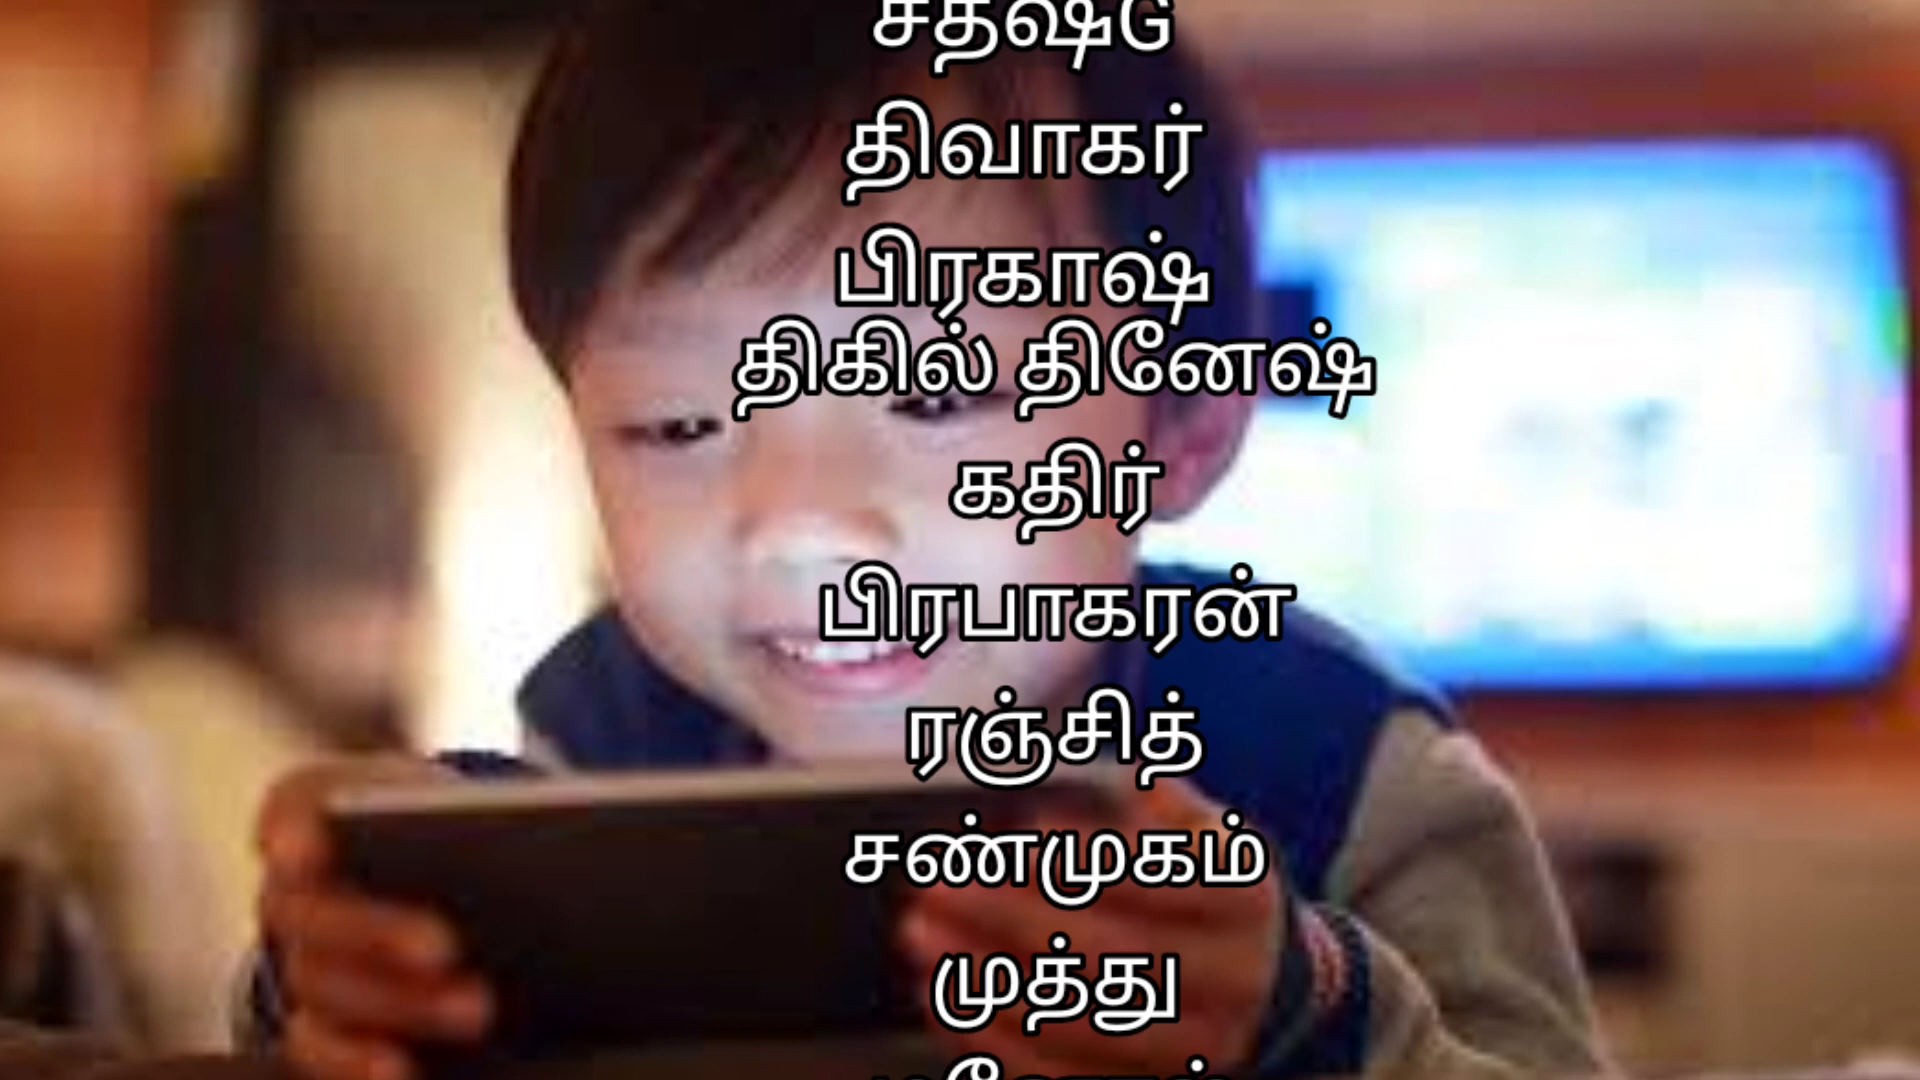 திவாகர்
பிரகாஷ்
திகில் தினேஷ்
கதிர்
பிரபாகரன்
ரஞ்சித்
சண்முகம்
முத்து